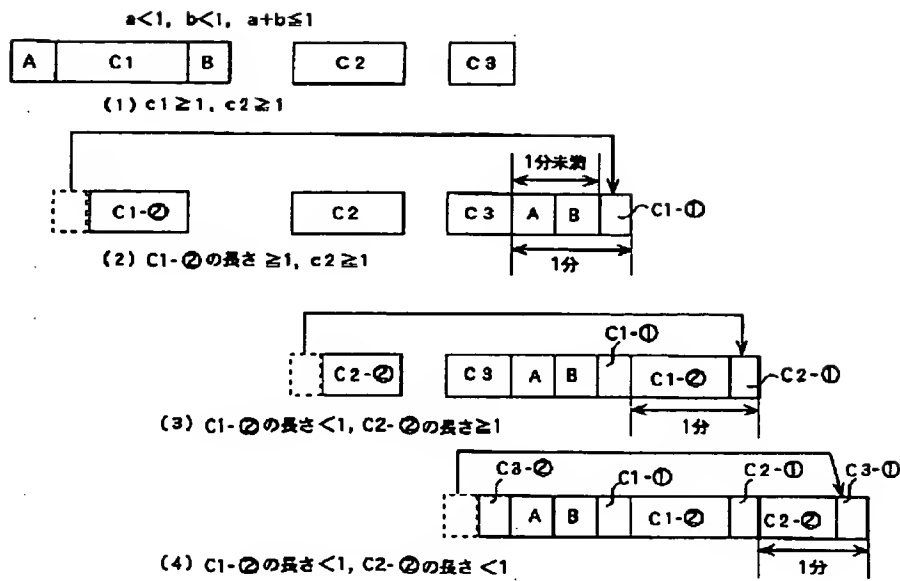 a<1, b<1, a+b≦1
A C1 B C2 C3
(1) c1≧1, c2≧1
1分未満
C1-② C2 C3 A B C1-①
(2) C1-②の長さ ≧1, c2≧1
1分
C1-①
C2-② C3 A B C1-② C2-①
(3) C1-②の長さ<1, C2-②の長さ≧1
1分
C3-② C1-① C2-① C3-①
A B C1-② C2-②
(4) C1-②の長さ<1, C2-②の長さ <1
1分